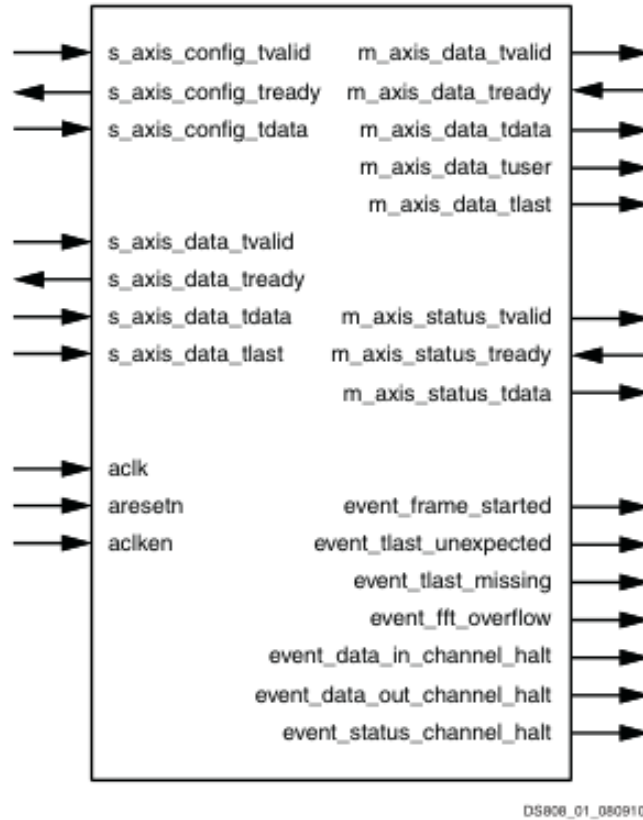 s_axis_config_tvalid m_axis_data_tvalid
s_axis_config_tready m_axis_data_tready
s_axis_config_tdata m_axis_data_tdata
m_axis_data_tuser
m_axis_data_tlast
s_axis_data_tvalid
s_axis_data_tready
s_axis_data_tdata m_axis_status_tvalid
s_axis_data_tlast m_axis_status_tready
m_axis_status_tdata
aclk
aresetn event_frame_started
aclken event_tlast_unexpected
event_tlast_missing
event_fft_overflow
event_data_in_channel_halt
event_data_out_channel_halt
event_status_channel_halt
DS808_01_080910